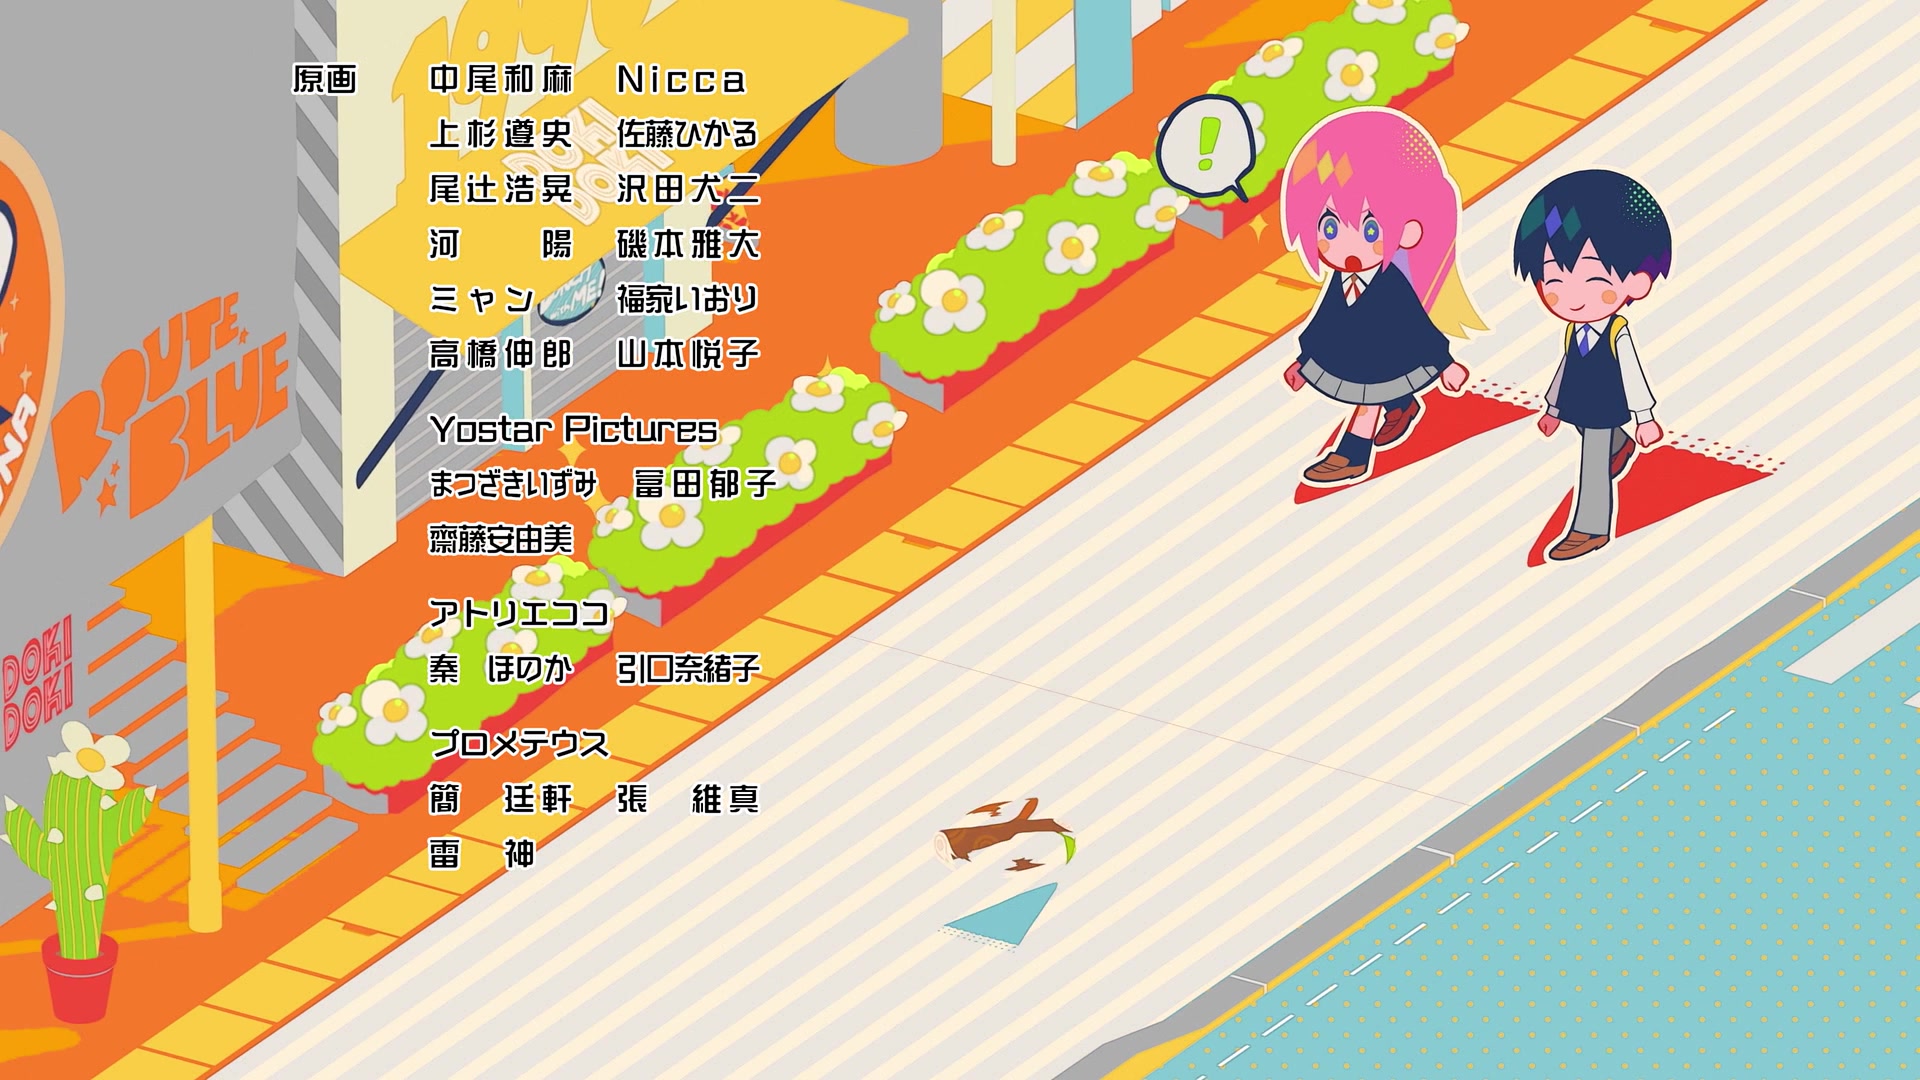 原画 中尾和麻 Nicca
上杉遵史 佐藤ひかる
尾辻浩晃 沢田犬二
河 陽 磯本雅大
ミャン 福家いおり
高橋伸郎 山本悦子
Yostar Pictures
まつざきいずみ 冨田郁子
齋藤安由美
アトリエココ
秦 ほのか 引口奈緒子
プロメテウス
簡 廷軒 張 維真
雷 神
!
ROUTE
BLUE
DOKI
DOKI
DOKI
DOKI
with ME!